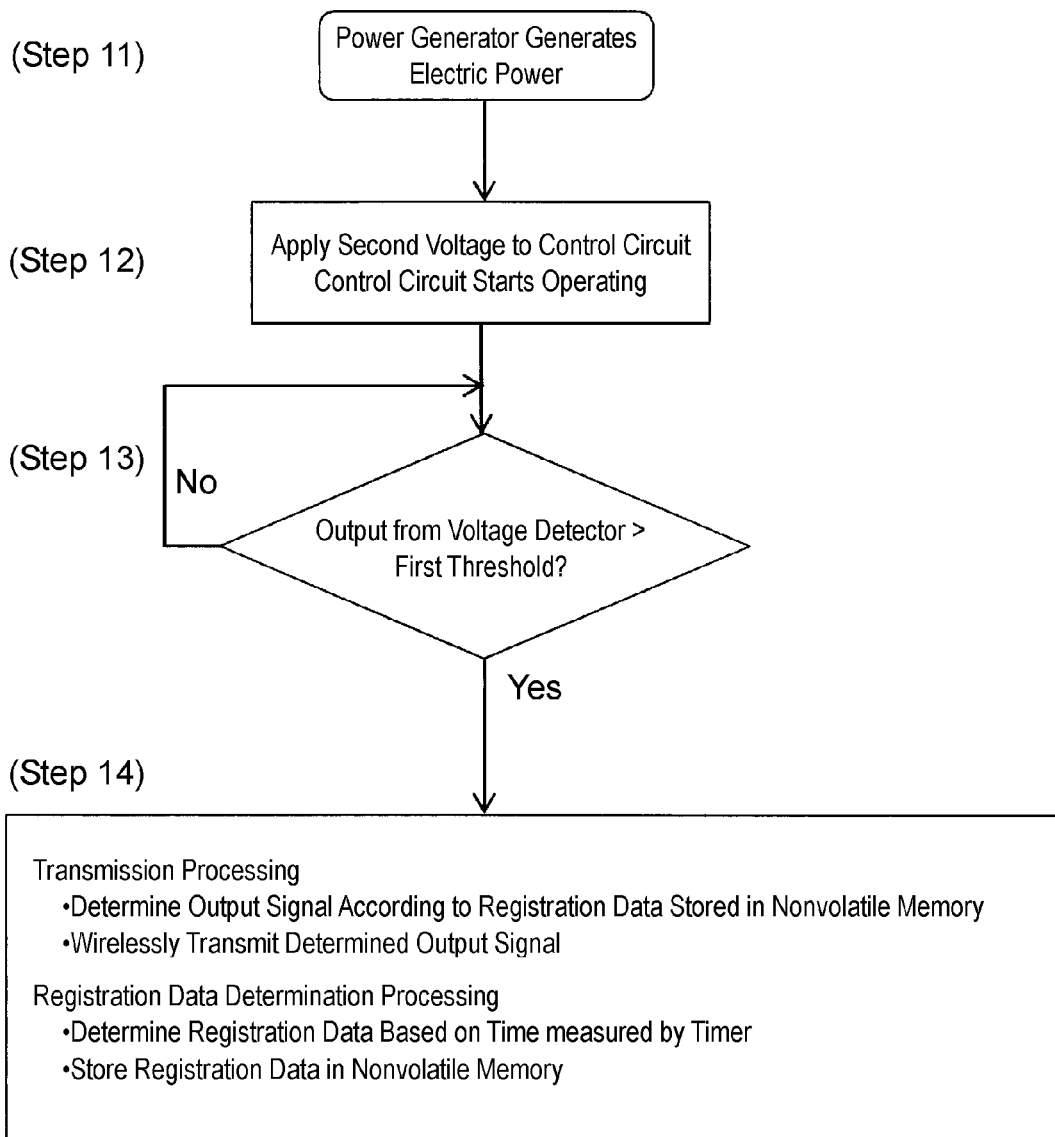 (Step 11)
Power Generator Generates
Electric Power
(Step 12)
Apply Second Voltage to Control Circuit
Control Circuit Starts Operating
(Step 13)
No
Output from Voltage Detector >
First Threshold?
Yes
(Step 14)
Transmission Processing
•Determine Output Signal According to Registration Data Stored in Nonvolatile Memory
•Wirelessly Transmit Determined Output Signal
Registration Data Determination Processing
•Determine Registration Data Based on Time measured by Timer
•Store Registration Data in Nonvolatile Memory